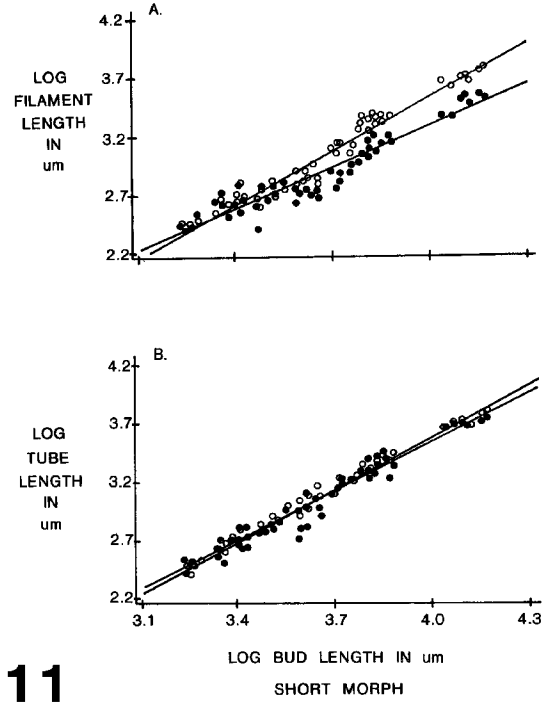 A.
4.2
3.7
3.2
2.7
2.2
LOG
FILAMENT
LENGTH
IN
um
B.
4.2
3.7
3.2
2.7
2.2
LOG
TUBE
LENGTH
IN
um
3.1 3.4 3.7 4.0 4.3
LOG BUD LENGTH IN um
SHORT MORPH
11